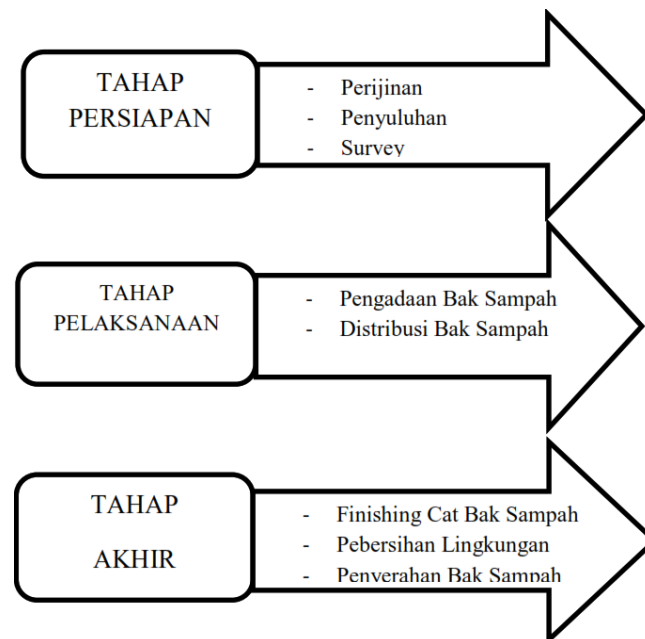 TAHAP
PERSIAPAN
- Perijinan
- Penyuluhan
- Survey
TAHAP
PELAKSANAAN
- Pengadaan Bak Sampah
- Distribusi Bak Sampah
TAHAP
AKHIR
- Finishing Cat Bak Sampah
- Pebersihan Lingkungan
- Penyerahan Bak Sampah